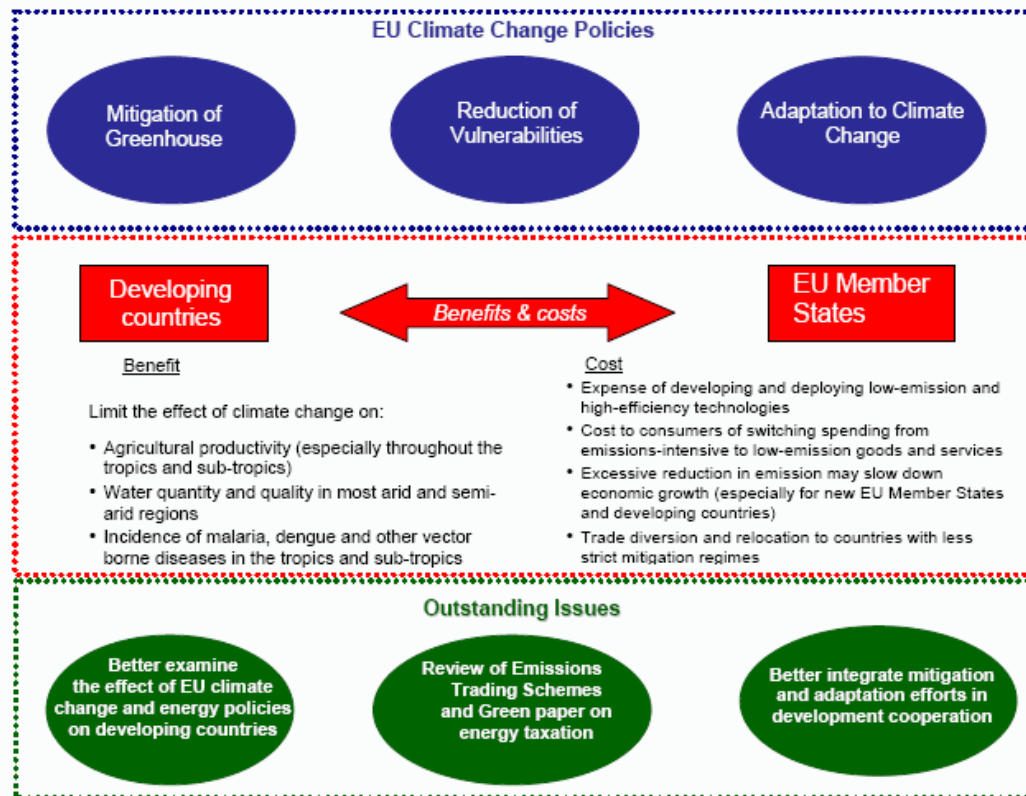 EU Climate Change Policies
Mitigation of
Greenhouse
Reduction of
Vulnerabilities
Adaptation to Climate
Change
Developing
countries
Benefits & costs
EU Member
States
Benefit
Limit the effect of climate change on:
• Agricultural productivity (especially throughout the
tropics and sub-tropics)
• Water quantity and quality in most arid and semi-
arid regions
• Incidence of malaria, dengue and other vector
borne diseases in the tropics and sub-tropics
Cost
• Expense of developing and deploying low-emission and
high-efficiency technologies
• Cost to consumers of switching spending from
emissions-intensive to low-emission goods and services
• Excessive reduction in emission may slow down
economic growth (especially for new EU Member States
and developing countries)
• Trade diversion and relocation to countries with less
strict mitigation regimes
Outstanding Issues
Better examine
the effect of EU climate
change and energy policies
on developing countries
Review of Emissions
Trading Schemes
and Green paper on
energy taxation
Better integrate mitigation
and adaptation efforts in
development cooperation